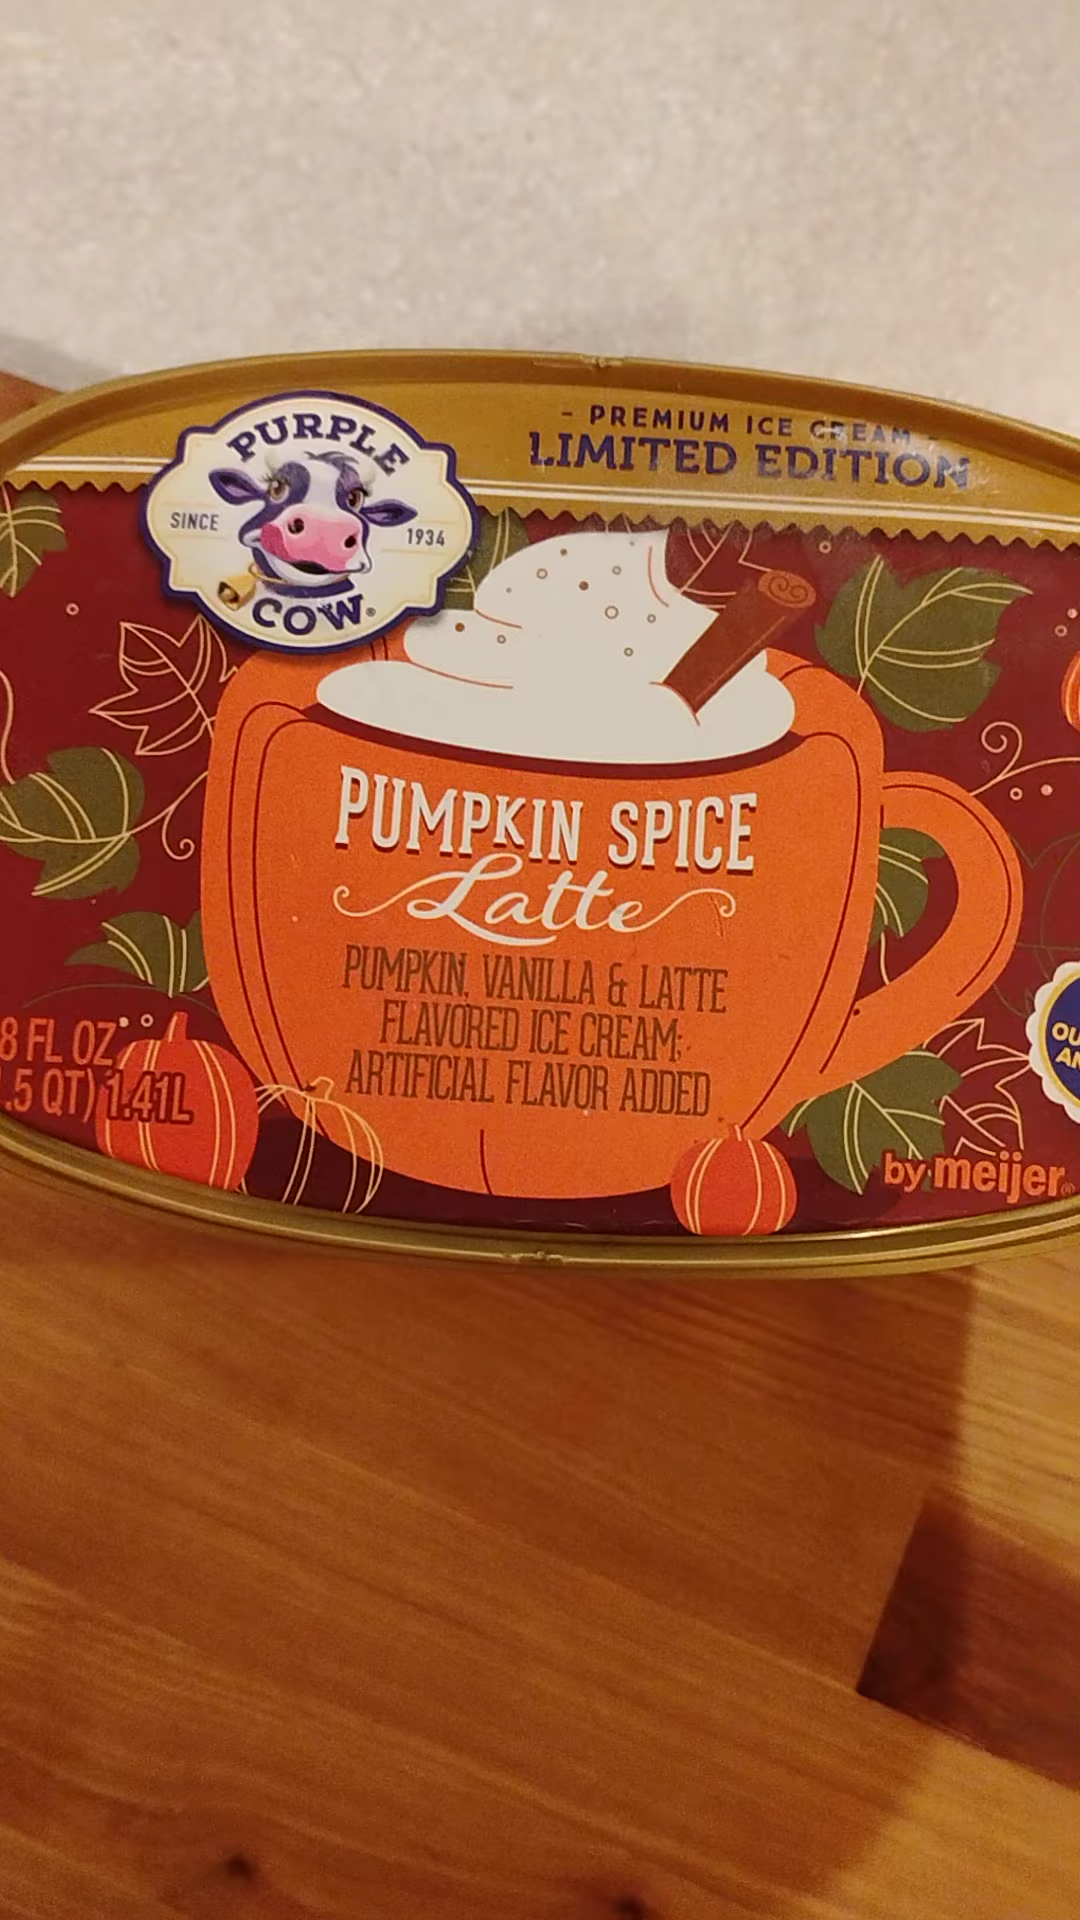 PURPLE
SINCE 1934
COW®
- PREMIUM ICE CREAM -
LIMITED EDITION
PUMPKIN SPICE
Latte
PUMPKIN, VANILLA & LATTE
FLAVORED ICE CREAM;
ARTIFICIAL FLAVOR ADDED
8 FL OZ
.5 QT) 1.41L
by meijer®